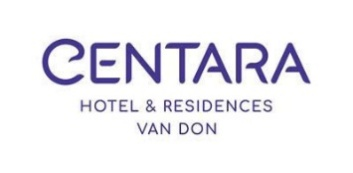 CENTARA
HOTEL & RESIDENCES
VAN DON